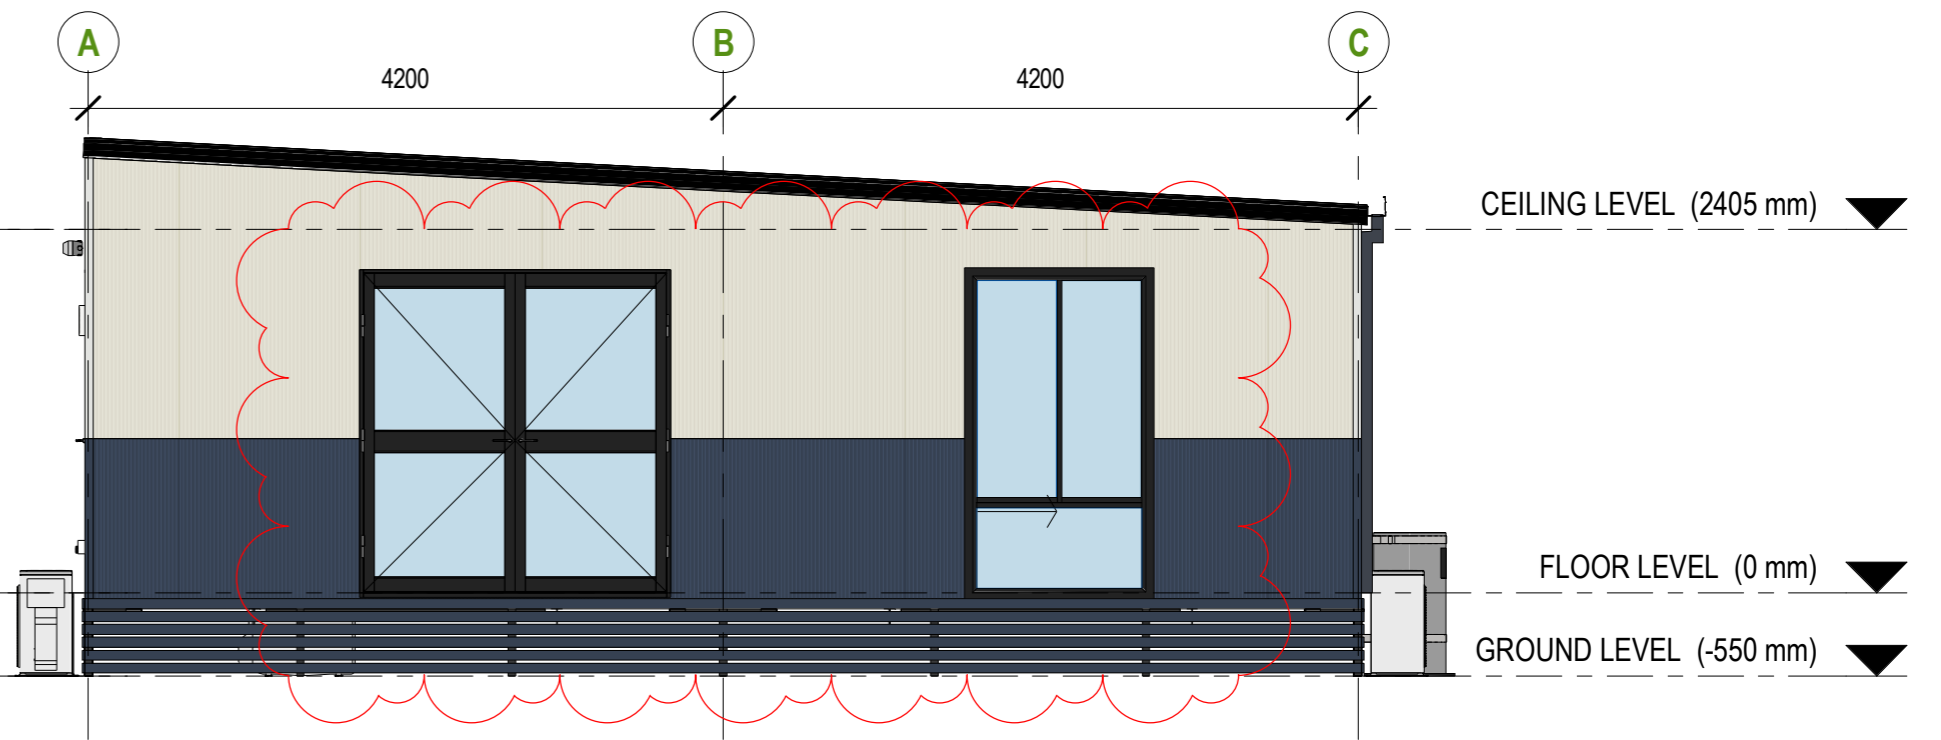 A B C
4200 4200
CEILING LEVEL (2405 mm)
FLOOR LEVEL (0 mm)
GROUND LEVEL (-550 mm)